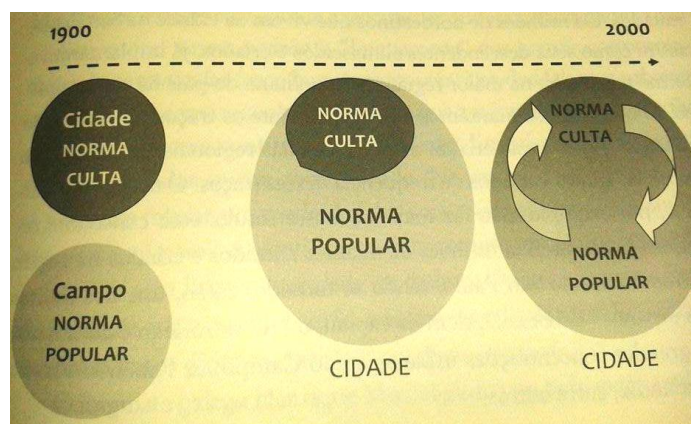 1900
2000
Cidade
NORMA
CULTA
Campo
NORMA
POPULAR
NORMA
CULTA
NORMA
POPULAR
CIDADE
NORMA
CULTA
NORMA
POPULAR
CIDADE